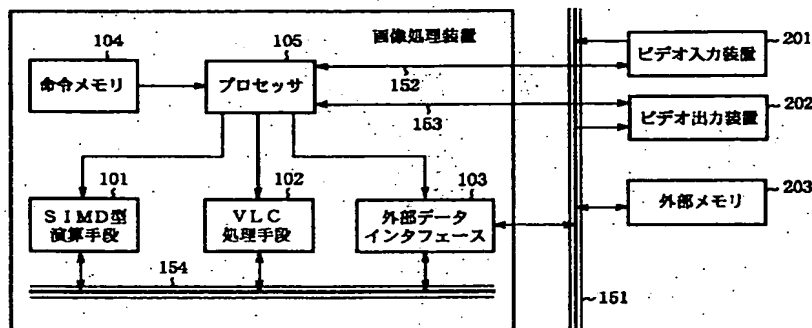 画像処理装置
104
命令メモリ
105
プロセッサ
152
153
201
ビデオ入力装置
202
ビデオ出力装置
101
SIMD型
演算手段
102
VLC
処理手段
103
外部データ
インタフェース
203
外部メモリ
154
151